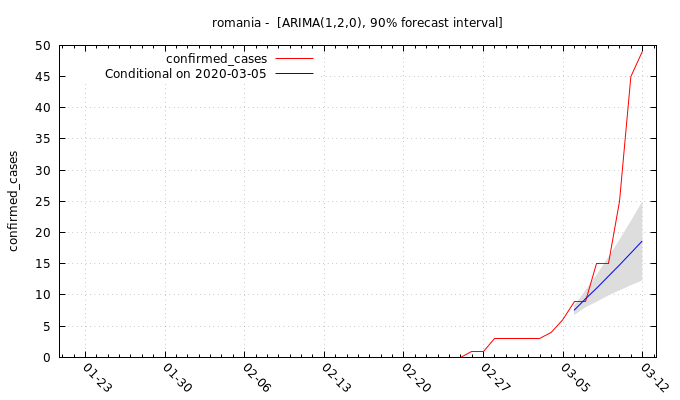 romania - [ARIMA(1,2,0), 90% forecast interval]
confirmed_cases
Conditional on 2020-03-05
confirmed_cases
50
45
40
35
30
25
20
15
10
5
0
01-23 01-30 02-06 02-13 02-20 02-27 03-05 03-12